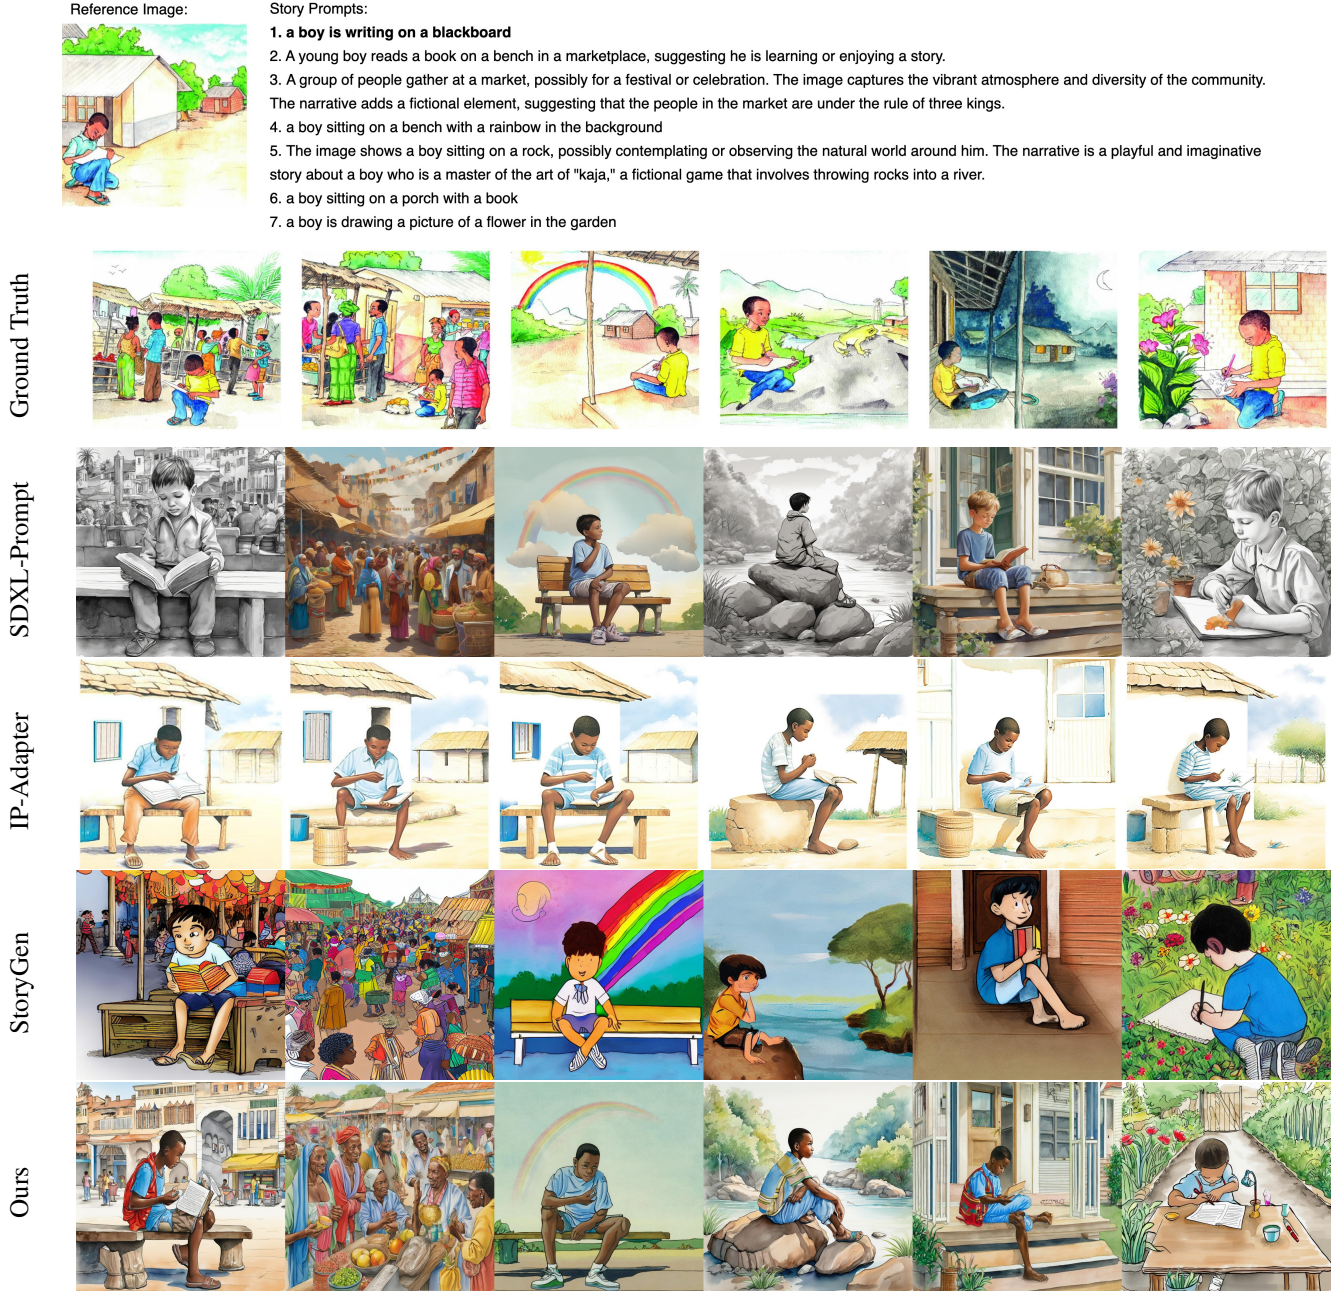 Reference Image:
Story Prompts:
1. a boy is writing on a blackboard
2. A young boy reads a book on a bench in a marketplace, suggesting he is learning or enjoying a story.
3. A group of people gather at a market, possibly for a festival or celebration. The image captures the vibrant atmosphere and diversity of the community.
The narrative adds a fictional element, suggesting that the people in the market are under the rule of three kings.
4. a boy sitting on a bench with a rainbow in the background
5. The image shows a boy sitting on a rock, possibly contemplating or observing the natural world around him. The narrative is a playful and imaginative
story about a boy who is a master of the art of "kaja," a fictional game that involves throwing rocks into a river.
6. a boy sitting on a porch with a book
7. a boy is drawing a picture of a flower in the garden
Ground Truth
SDXL-Prompt
IP-Adapter
StoryGen
Ours